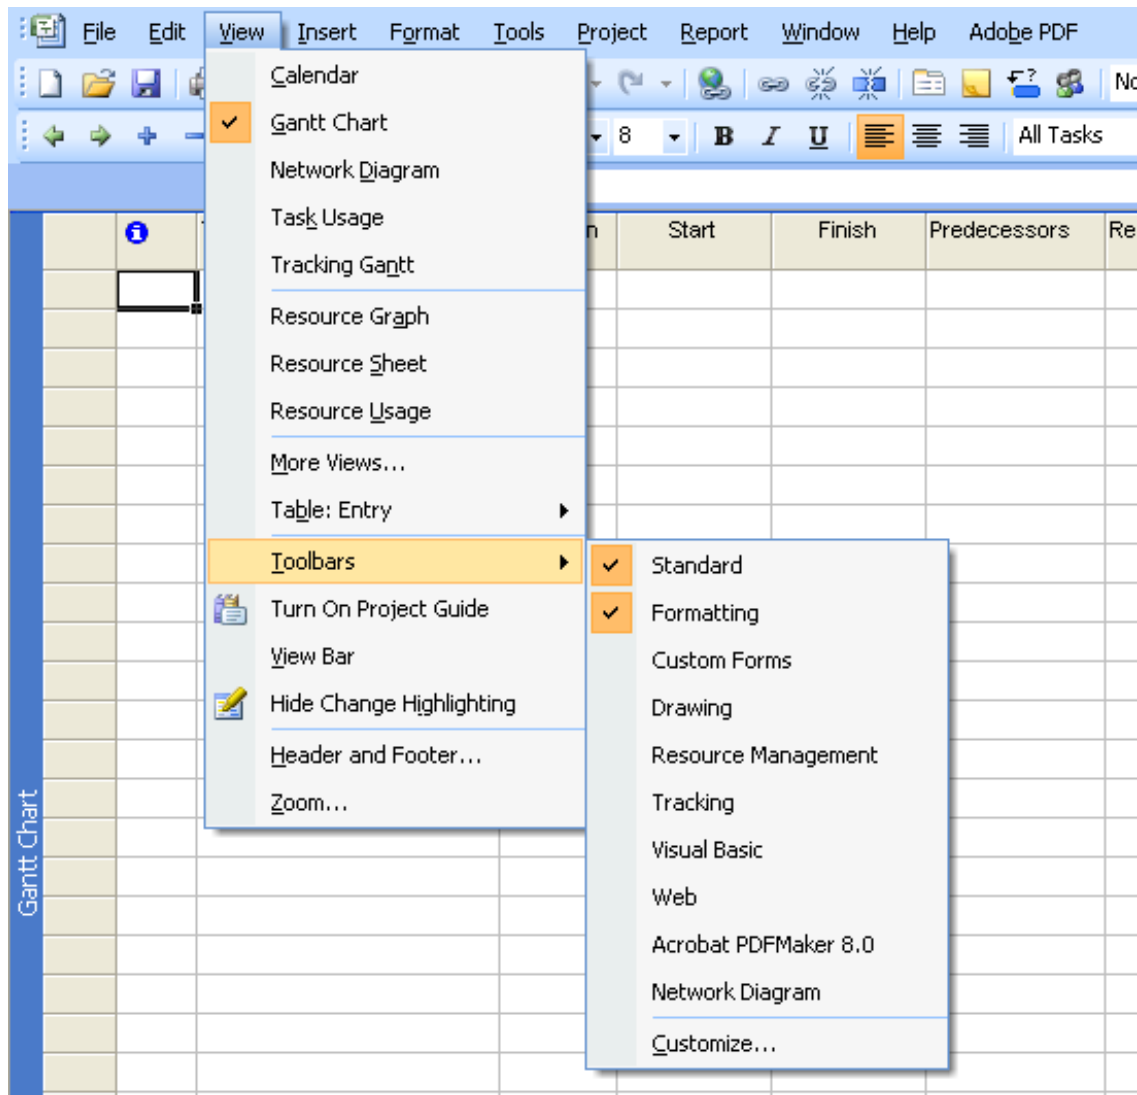 File Edit View Insert Format Tools Project Report Window Help Adobe PDF
8 B I U All Tasks
Start Finish Predecessors
Calendar
Gantt Chart
Network Diagram
Task Usage
Tracking Gantt
Resource Graph
Resource Sheet
Resource Usage
More Views...
Table: Entry
Toolbars
Turn On Project Guide
View Bar
Hide Change Highlighting
Header and Footer...
Zoom...
Standard
Formatting
Custom Forms
Drawing
Resource Management
Tracking
Visual Basic
Web
Acrobat PDFMaker 8.0
Network Diagram
Customize...
Gantt Chart